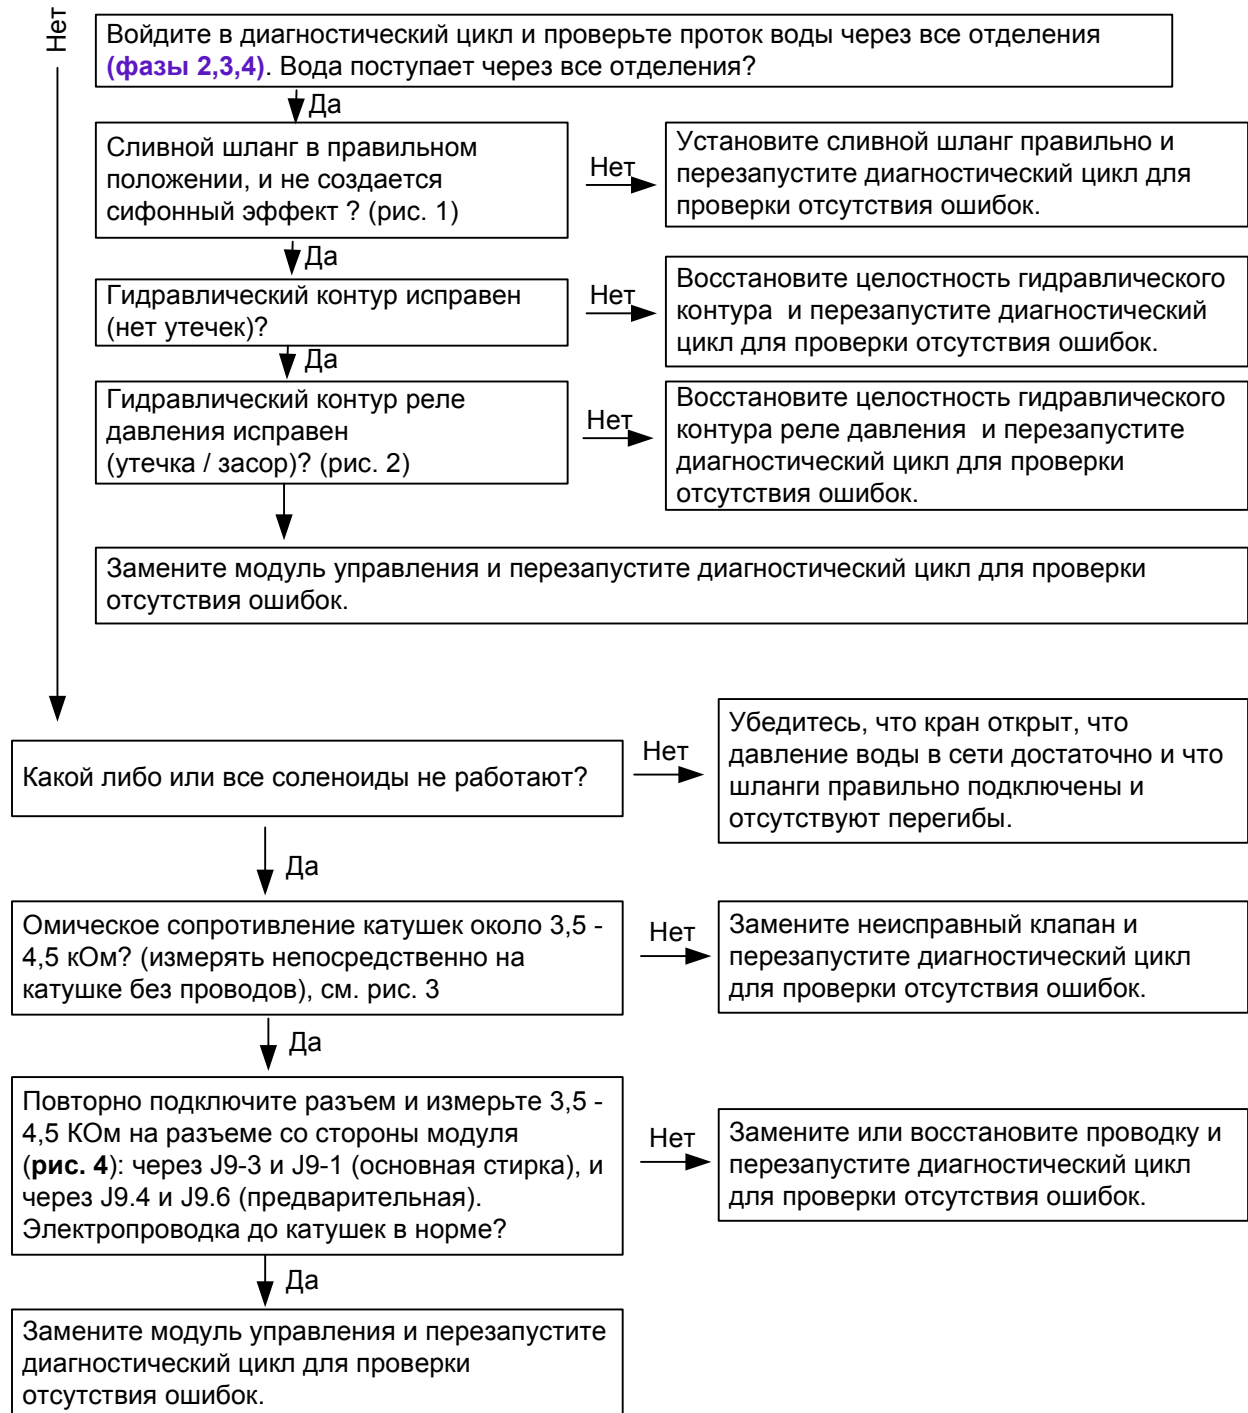 Нет
Войдите в диагностический цикл и проверьте проток воды через все отделения
(фазы 2,3,4). Вода поступает через все отделения?
Да
Сливной шланг в правильном
положении, и не создается
сифонный эффект ? (рис. 1)
Нет
Установите сливной шланг правильно и
перезапустите диагностический цикл для
проверки отсутствия ошибок.
Да
Гидравлический контур исправен
(нет утечек)?
Нет
Восстановите целостность гидравлического
контура и перезапустите диагностический
цикл для проверки отсутствия ошибок.
Да
Гидравлический контур реле
давления исправен
(утечка / засор)? (рис. 2)
Нет
Восстановите целостность гидравлического
контура реле давления и перезапустите
диагностический цикл для проверки
отсутствия ошибок.
Замените модуль управления и перезапустите диагностический цикл для проверки
отсутствия ошибок.
Какой либо или все соленоиды не работают?
Нет
Убедитесь, что кран открыт, что
давление воды в сети достаточно и что
шланги правильно подключены и
отсутствуют перегибы.
Да
Омическое сопротивление катушек около 3,5 -
4,5 кОм? (измерять непосредственно на
катушке без проводов), см. рис. 3
Нет
Замените неисправный клапан и
перезапустите диагностический цикл
для проверки отсутствия ошибок.
Да
Повторно подключите разъем и измерьте 3,5 -
4,5 КОм на разъеме со стороны модуля
(рис. 4): через J9-3 и J9-1 (основная стирка), и
через J9.4 и J9.6 (предварительная).
Электропроводка до катушек в норме?
Нет
Замените или восстановите проводку и
перезапустите диагностический цикл
для проверки отсутствия ошибок.
Да
Замените модуль управления и перезапустите
диагностический цикл для проверки
отсутствия ошибок.